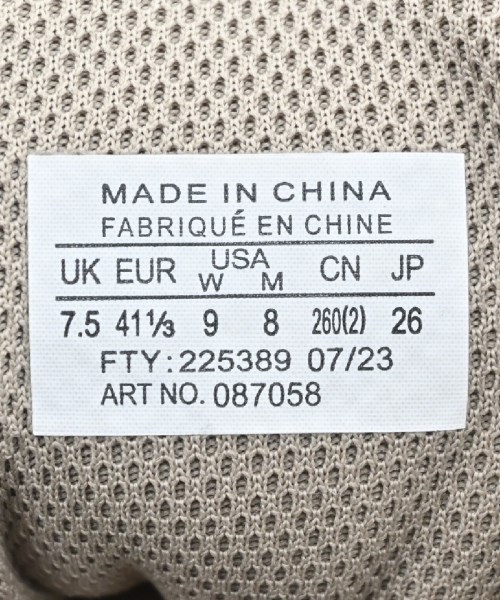 MADE IN CHINA
FABRIQUÉ EN CHINE
UK EUR USA W M CN JP
7.5 41⅓ 9 8 260(2) 26
FTY: 225389 07/23
ART NO. 087058